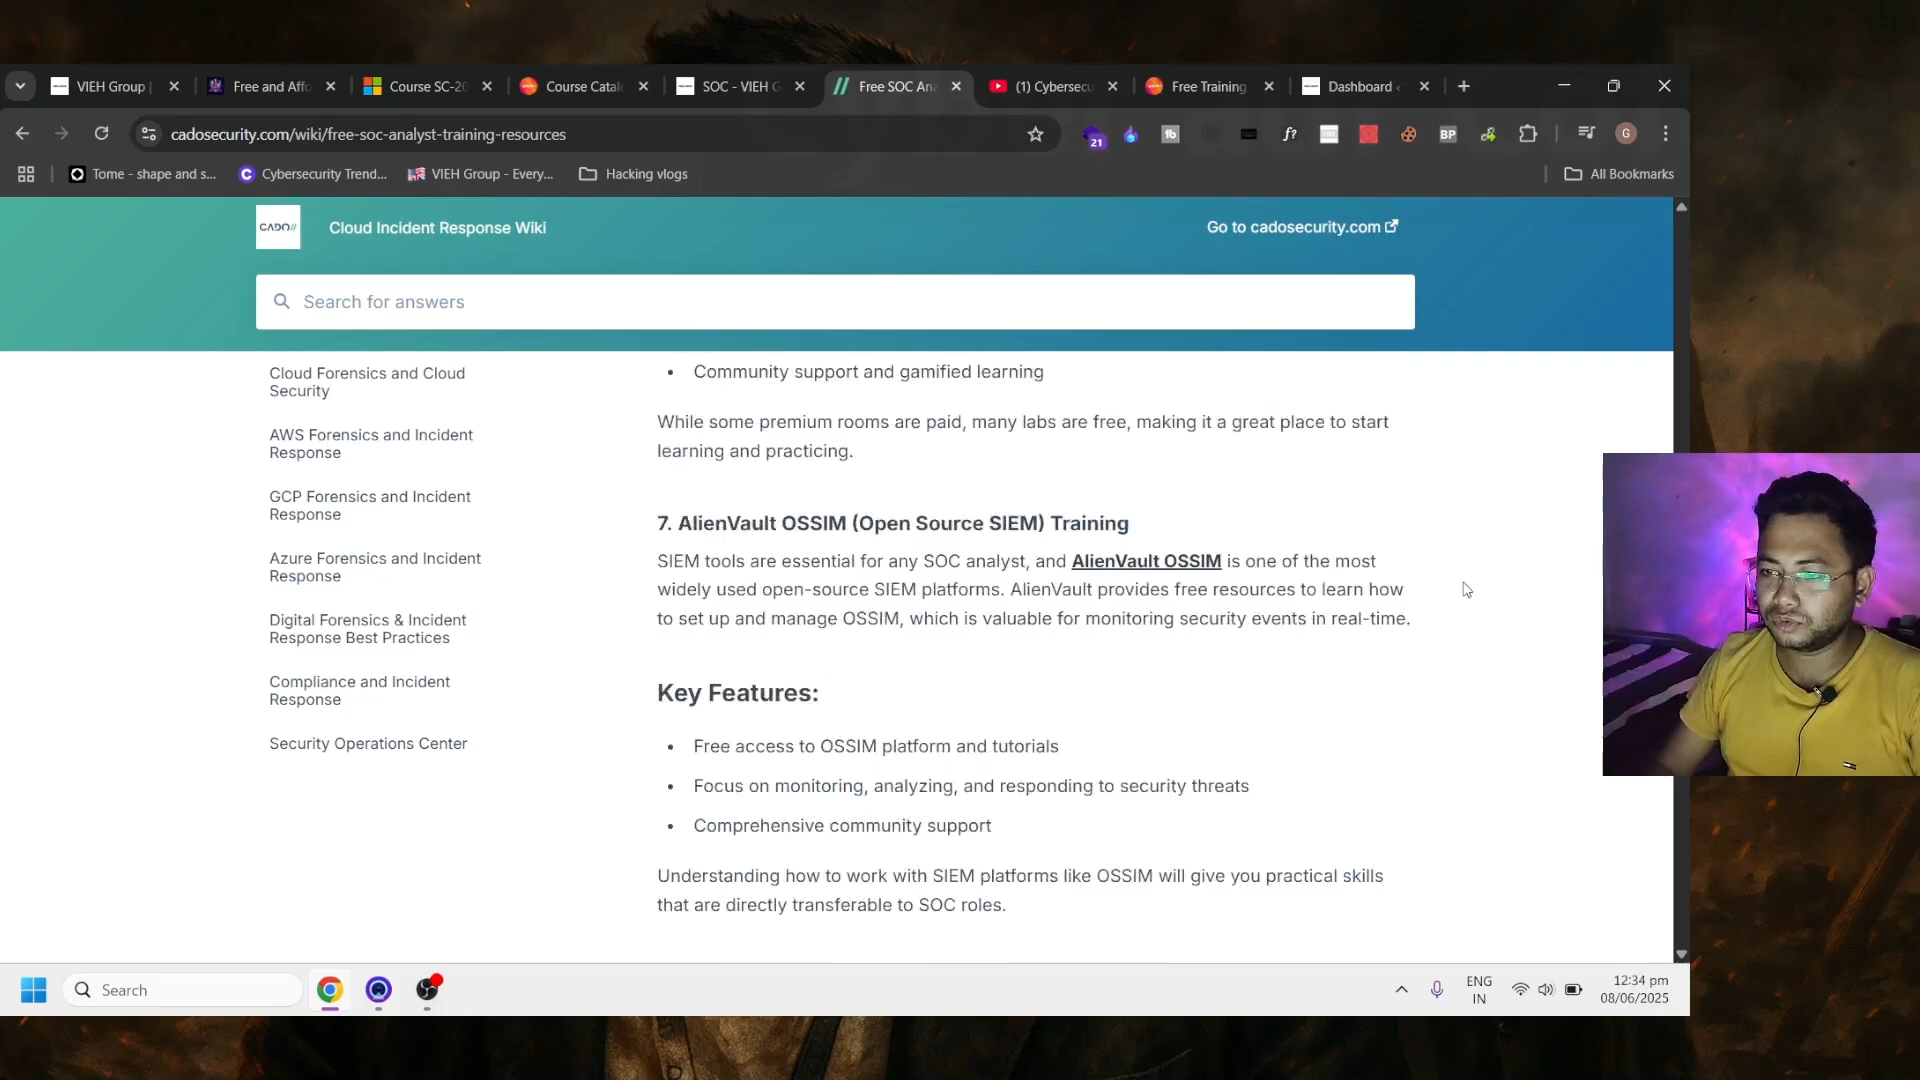 VIEH Group |
Free and Affo
Course SC-20
Course Catal
SOC - VIEH G
Free SOC Ana
(1) Cybersecu
Free Training
Dashboard ‹
cadosecurity.com/wiki/free-soc-analyst-training-resources
21
f?
BP
G
Tome - shape and s...
Cybersecurity Trend...
VIEH Group - Every...
Hacking vlogs
All Bookmarks
CADO//
Cloud Incident Response Wiki
Go to cadosecurity.com
Search for answers
Cloud Forensics and Cloud
Security
AWS Forensics and Incident
Response
GCP Forensics and Incident
Response
Azure Forensics and Incident
Response
Digital Forensics & Incident
Response Best Practices
Compliance and Incident
Response
Security Operations Center
• Community support and gamified learning
While some premium rooms are paid, many labs are free, making it a great place to start
learning and practicing.
7. AlienVault OSSIM (Open Source SIEM) Training
SIEM tools are essential for any SOC analyst, and AlienVault OSSIM is one of the most
widely used open-source SIEM platforms. AlienVault provides free resources to learn how
to set up and manage OSSIM, which is valuable for monitoring security events in real-time.
Key Features:
• Free access to OSSIM platform and tutorials
• Focus on monitoring, analyzing, and responding to security threats
• Comprehensive community support
Understanding how to work with SIEM platforms like OSSIM will give you practical skills
that are directly transferable to SOC roles.
Search
ENG
IN
12:34 pm
08/06/2025